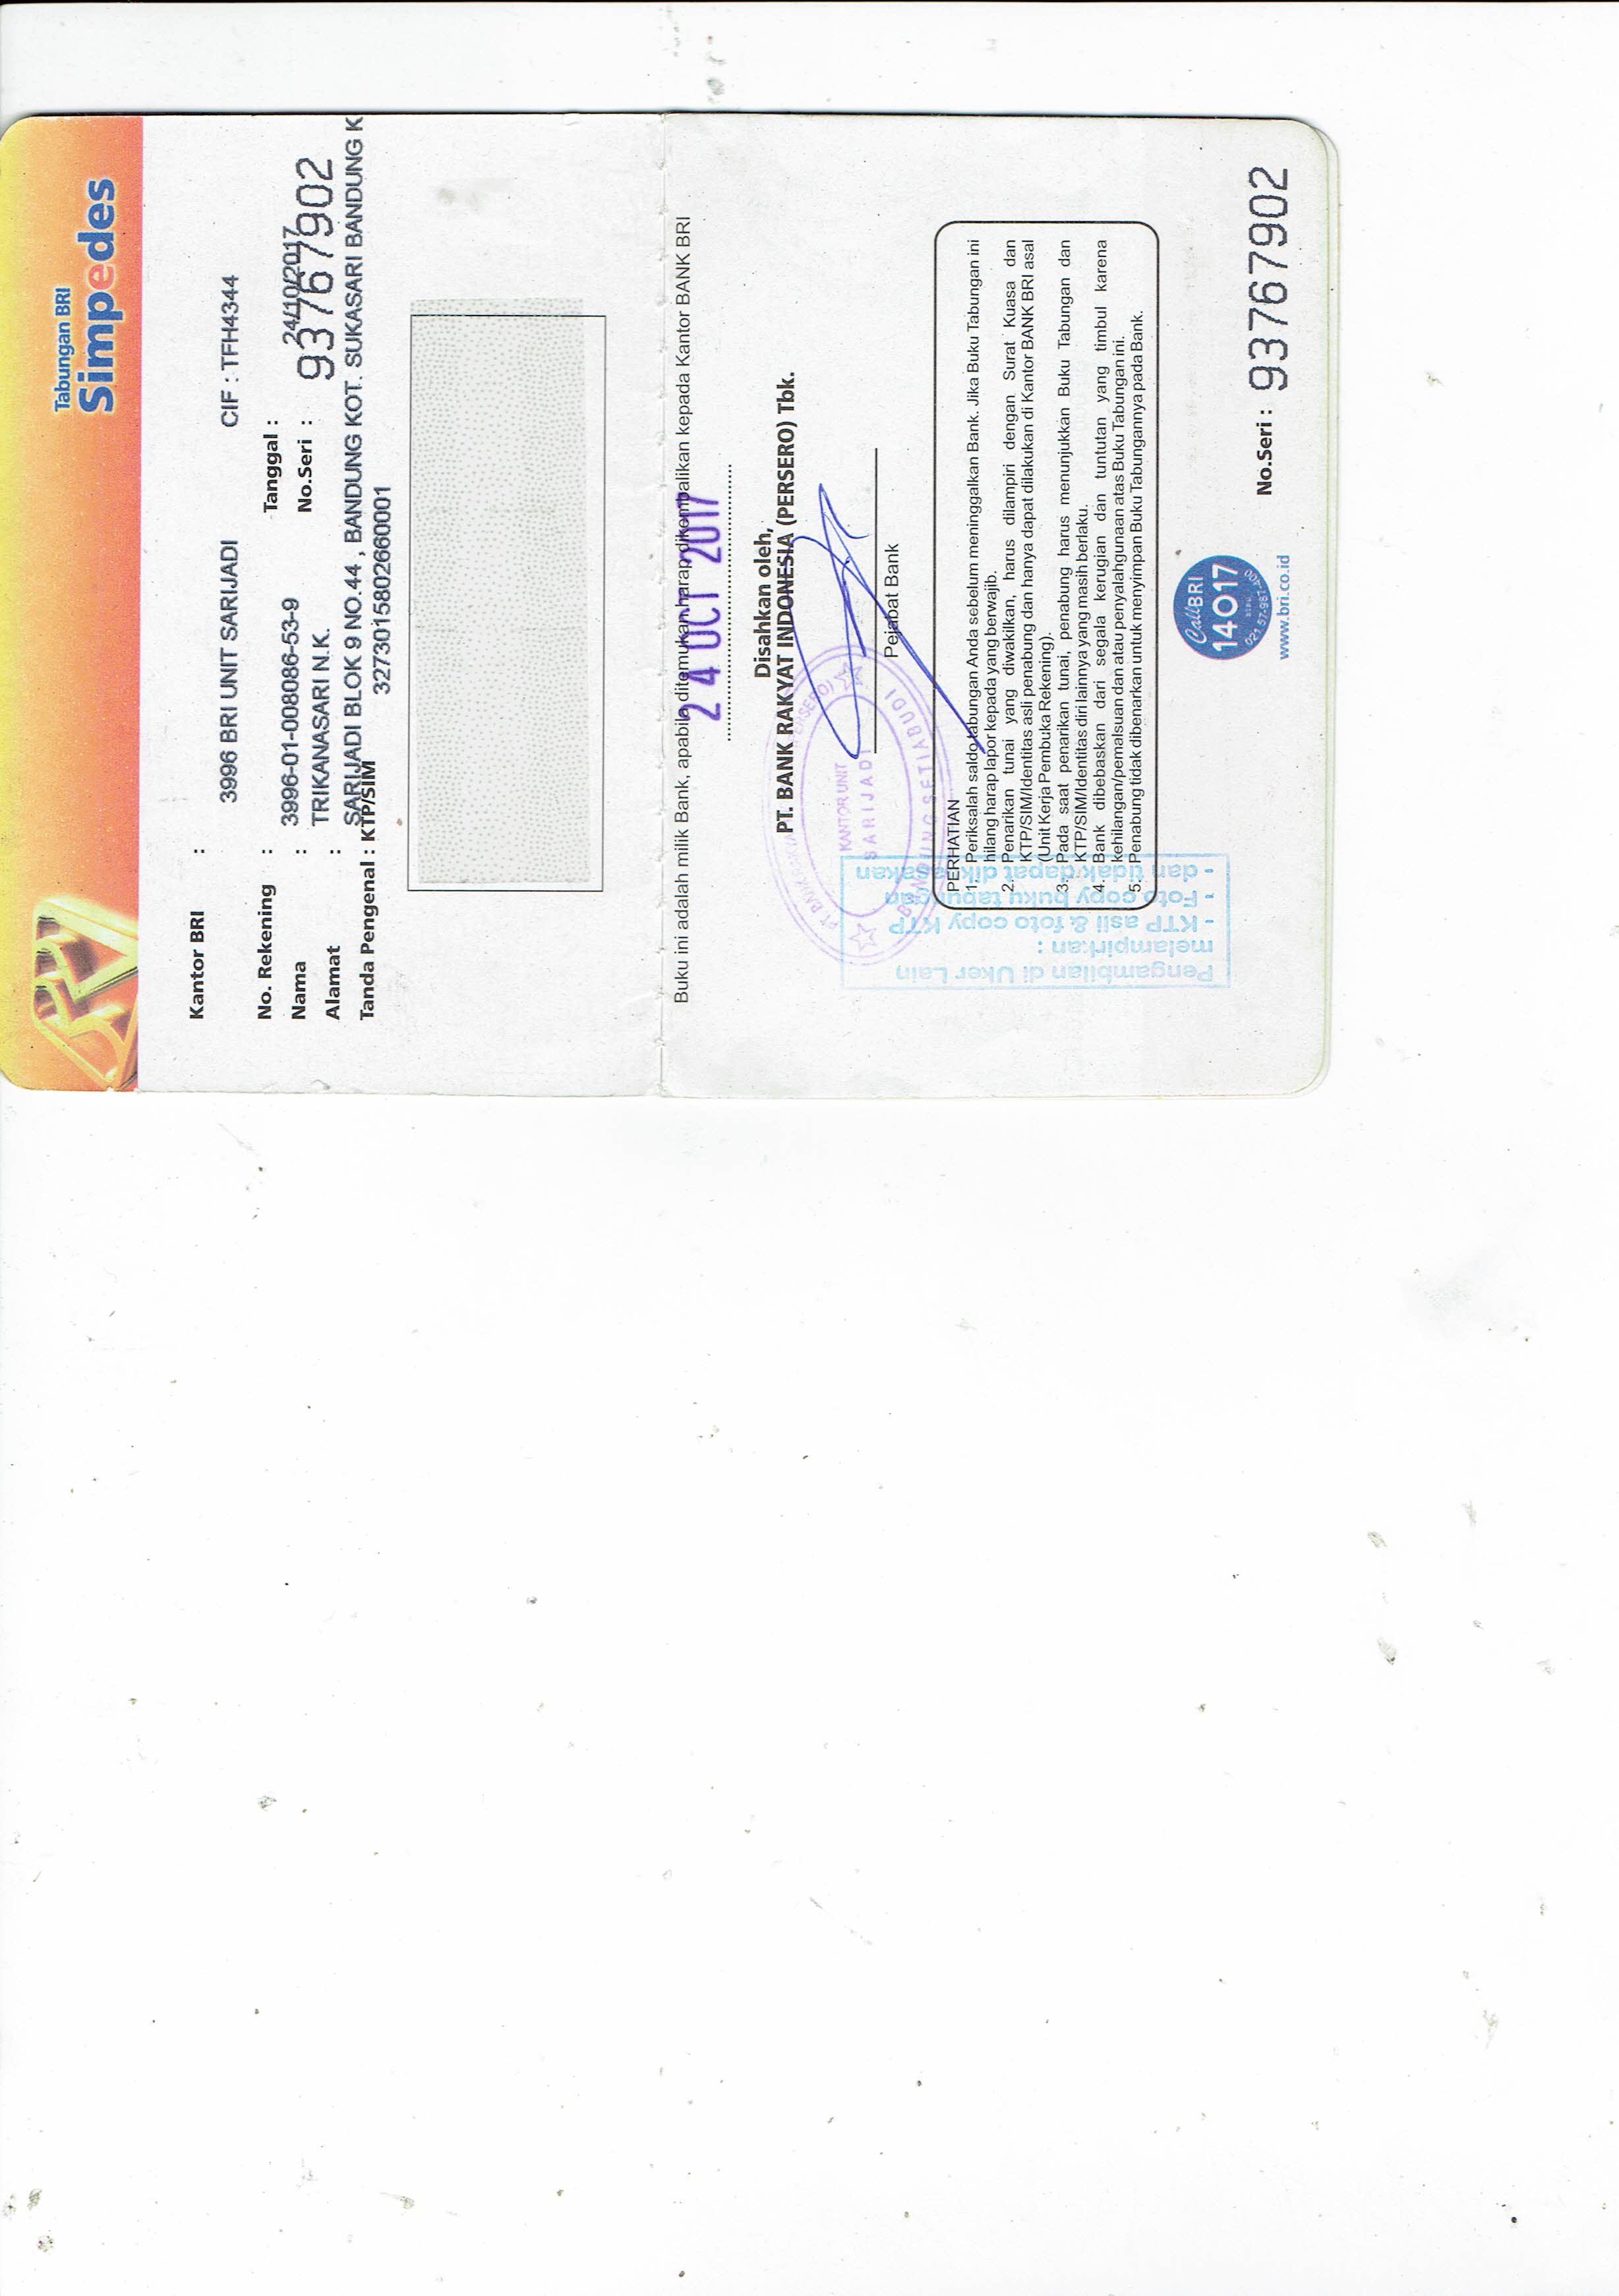 Tabungan BRI
Simpedes
Kantor BRI :
3996 BRI UNIT SARIJADI CIF : TFH4344
No. Rekening : Tanggal :
3996-01-008086-53-9 24/10/2017
Nama : No.Seri : 93767902
TRIKANASARI N.K.
Alamat :
SARIJADI BLOK 9 NO.44 , BANDUNG KOT. SUKASARI BANDUNG K
Tanda Pengenal : KTP/SIM
3273015802660001
Buku ini adalah milik Bank, apabila ditemukan harap dikembalikan kepada Kantor BANK BRI
24 OCT 2017
Disahkan oleh,
PT. BANK RAKYAT INDONESIA (PERSERO) Tbk.
KANTOR UNIT
SARIJADI
BANDUNG SETIABUDI
Pejabat Bank
PERHATIAN
1. Periksalah saldo tabungan Anda sebelum meninggalkan Bank. Jika Buku Tabungan ini
hilang harap lapor kepada yang berwajib.
2. Penarikan tunai yang diwakilkan, harus dilampiri dengan Surat Kuasa dan
KTP/SIM/Identitas asli penabung dan hanya dapat dilakukan di Kantor BANK BRI asal
(Unit Kerja Pembuka Rekening).
3. Pada saat penarikan tunai, penabung harus menunjukkan Buku Tabungan dan
KTP/SIM/Identitas diri lainnya yang masih berlaku.
4. Bank dibebaskan dari segala kerugian dan tuntutan yang timbul karena
kehilangan/pemalsuan dan atau penyalahgunaan atas Buku Tabungan ini.
5. Penabung tidak dibenarkan untuk menyimpan Buku Tabungannya pada Bank.
Pengambilan di Uker Lain
melampirkan :
- KTP asli & foto copy KTP
- Foto copy buku tabungan
- dan tidak dapat dikuasakan
Call BRI
14017
atau
021 57-987-400
www.bri.co.id
No.Seri : 93767902